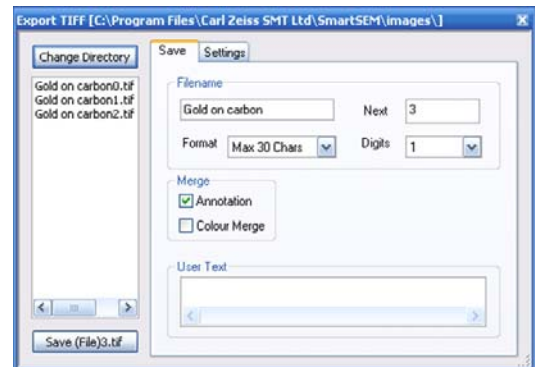 Export TIFF [C:\Program Files\Carl Zeiss SMT Ltd\SmartSEM\images\]
Change Directory
Gold on carbon0.tif
Gold on carbon1.tif
Gold on carbon2.tif
Save (File)3.tif
Save Settings
Filename
Gold on carbon Next 3
Format Max 30 Chars Digits 1
Merge
Annotation
Colour Merge
User Text